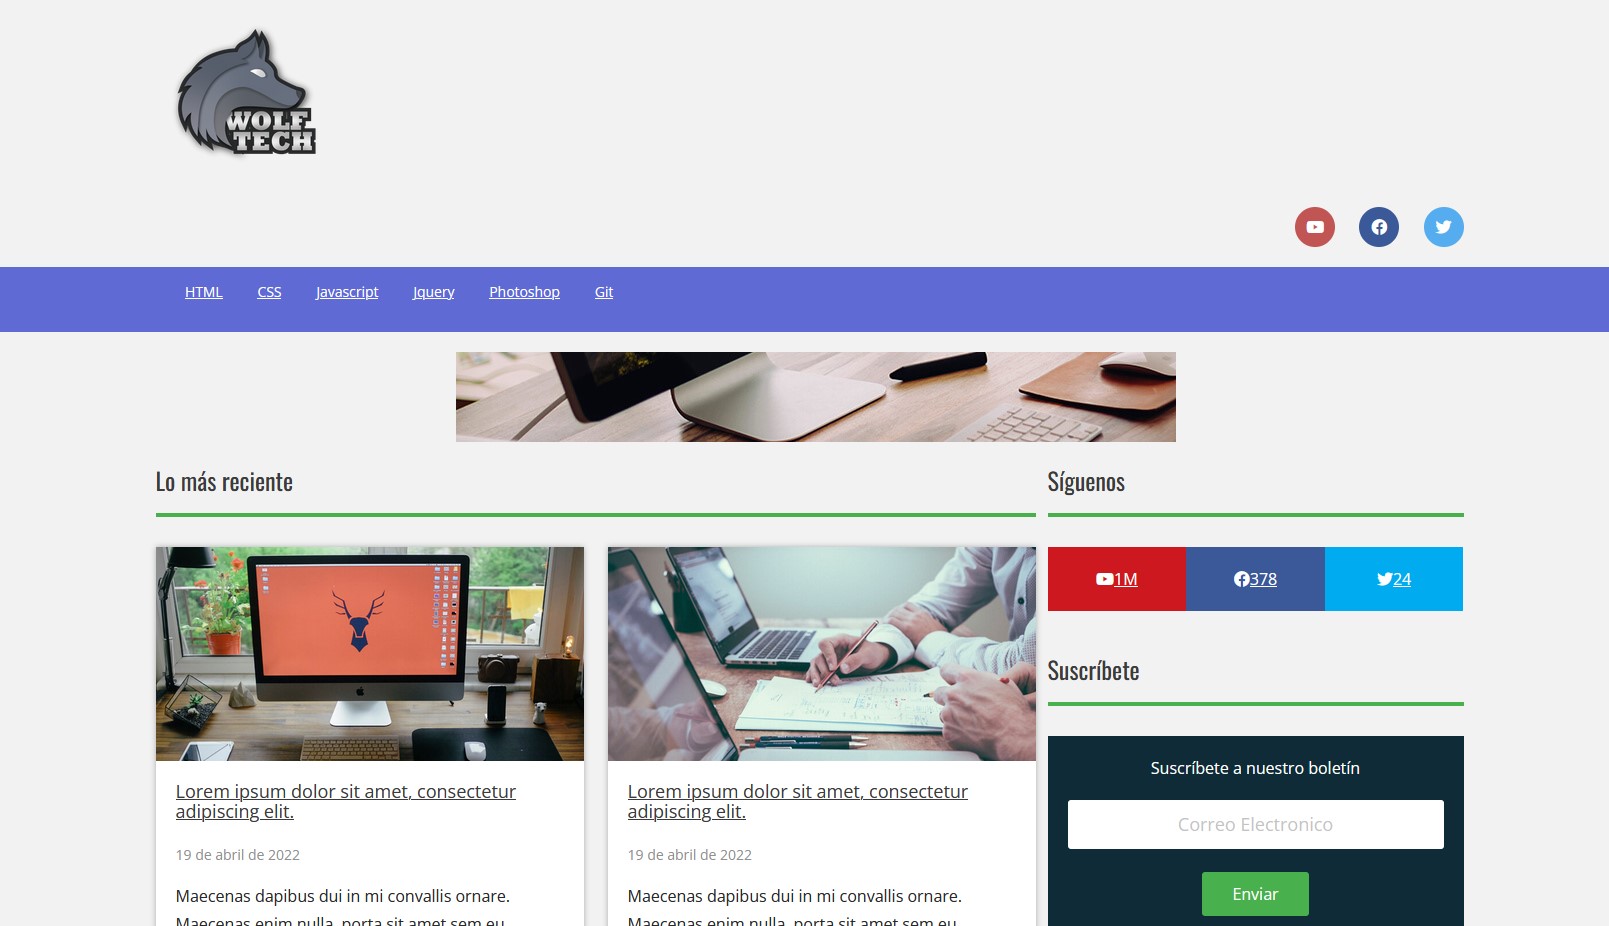 WOLF
TECH
HTML CSS Javascript Jquery Photoshop Git
Lo más reciente
Síguenos
1M 378 24
Suscríbete
Suscríbete a nuestro boletín
Correo Electronico
Enviar
Lorem ipsum dolor sit amet, consectetur
adipiscing elit.
19 de abril de 2022
Maecenas dapibus dui in mi convallis ornare.
Maecenas enim nulla, porta sit amet sem eu,
Lorem ipsum dolor sit amet, consectetur
adipiscing elit.
19 de abril de 2022
Maecenas dapibus dui in mi convallis ornare.
Maecenas enim nulla, porta sit amet sem eu,